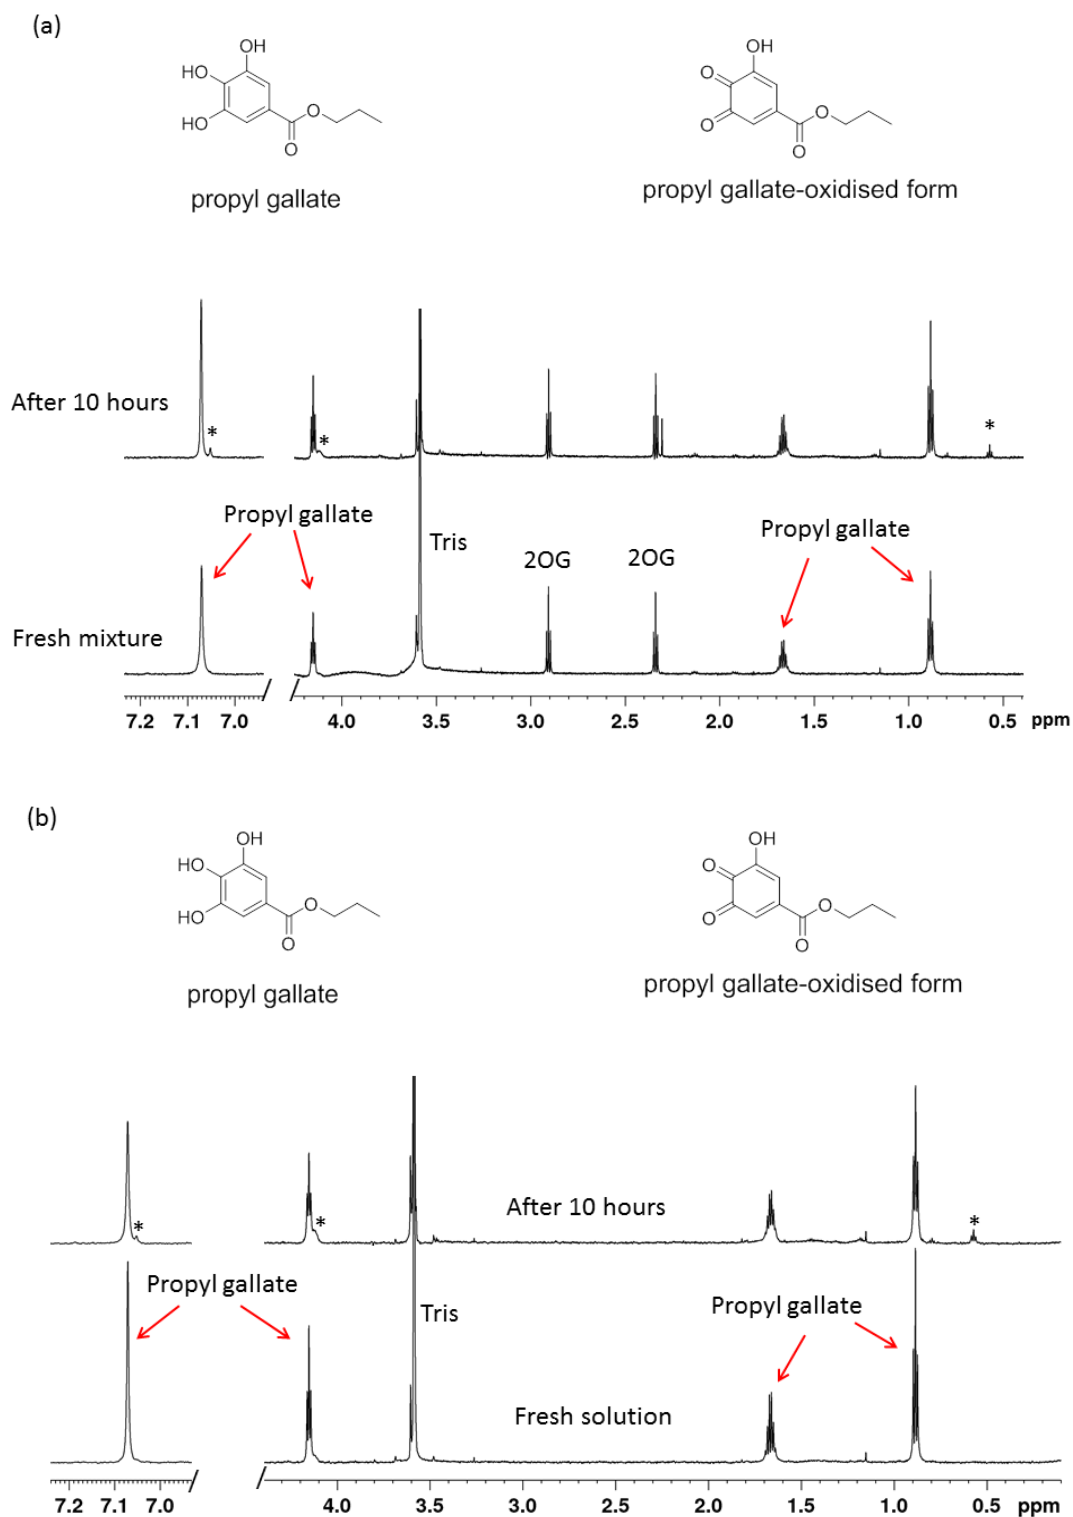 (a)
OH
HO
HO
O
O
propyl gallate
OH
O
O
O
O
propyl gallate-oxidised form
After 10 hours
*
*
*
Propyl gallate
Tris
2OG
2OG
Propyl gallate
Fresh mixture
7.2 7.1 7.0 4.0 3.5 3.0 2.5 2.0 1.5 1.0 0.5 ppm
(b)
OH
HO
HO
O
O
propyl gallate
OH
O
O
O
O
propyl gallate-oxidised form
After 10 hours
*
*
*
Propyl gallate
Tris
Propyl gallate
Fresh solution
7.2 7.1 7.0 4.0 3.5 3.0 2.5 2.0 1.5 1.0 0.5 ppm